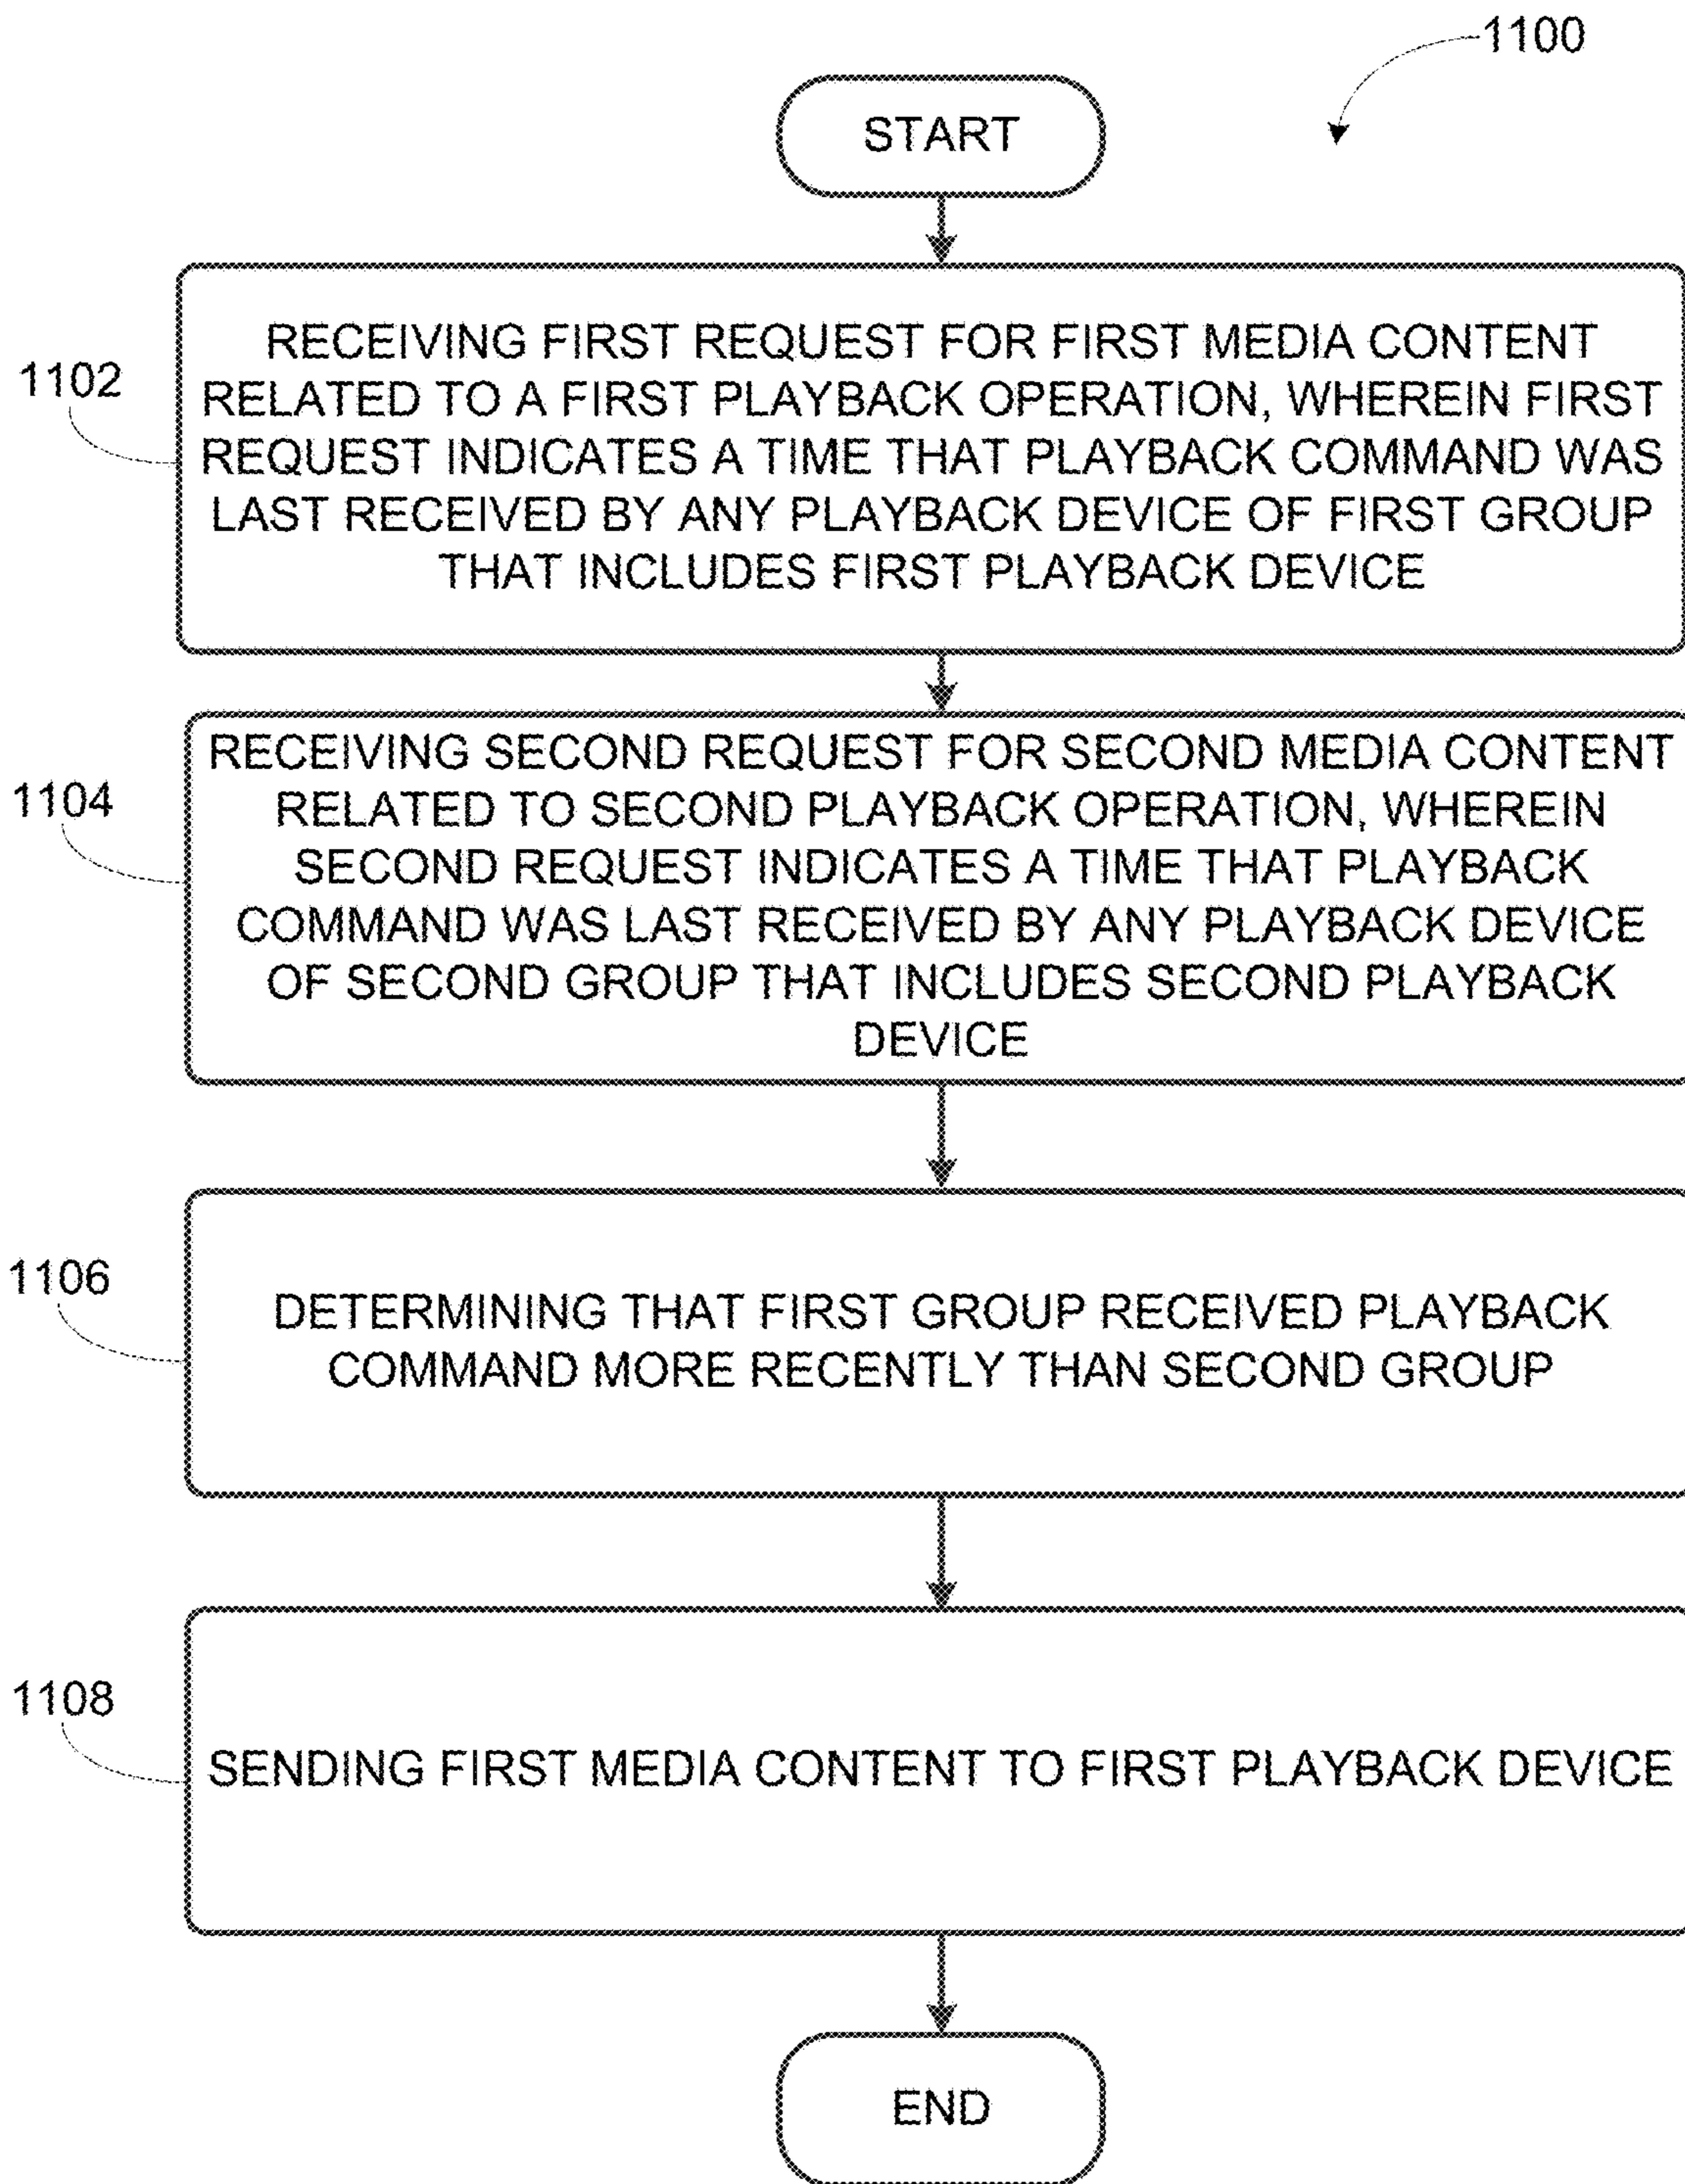 1100
START
1102
RECEIVING FIRST REQUEST FOR FIRST MEDIA CONTENT
RELATED TO A FIRST PLAYBACK OPERATION, WHEREIN FIRST
REQUEST INDICATES A TIME THAT PLAYBACK COMMAND WAS
LAST RECEIVED BY ANY PLAYBACK DEVICE OF FIRST GROUP
THAT INCLUDES FIRST PLAYBACK DEVICE
1104
RECEIVING SECOND REQUEST FOR SECOND MEDIA CONTENT
RELATED TO SECOND PLAYBACK OPERATION, WHEREIN
SECOND REQUEST INDICATES A TIME THAT PLAYBACK
COMMAND WAS LAST RECEIVED BY ANY PLAYBACK DEVICE
OF SECOND GROUP THAT INCLUDES SECOND PLAYBACK
DEVICE
1106
DETERMINING THAT FIRST GROUP RECEIVED PLAYBACK
COMMAND MORE RECENTLY THAN SECOND GROUP
1108
SENDING FIRST MEDIA CONTENT TO FIRST PLAYBACK DEVICE
END